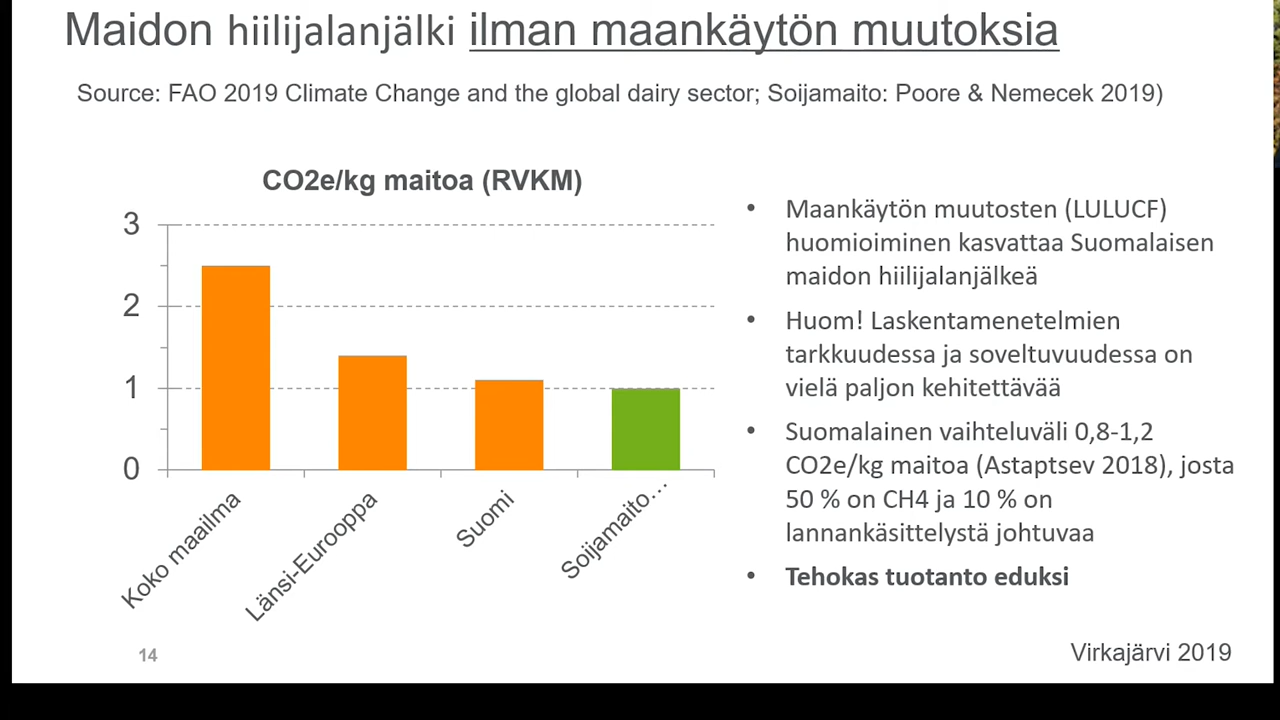 Maidon hiilijalanjälki ilman maankäytön muutoksia
Source: FAO 2019 Climate Change and the global dairy sector; Soijamaito: Poore & Nemecek 2019)
CO2e/kg maitoa (RVKM)
3
2
1
0
Koko maailma
Länsi-Eurooppa
Suomi
Soijamaito...
• Maankäytön muutosten (LULUCF)
huomioiminen kasvattaa Suomalaisen
maidon hiilijalanjälkeä
• Huom! Laskentamenetelmien
tarkkuudessa ja soveltuvuudessa on
vielä paljon kehitettävää
• Suomalainen vaihteluväli 0,8-1,2
CO2e/kg maitoa (Astaptsev 2018), josta
50 % on CH4 ja 10 % on
lannankäsittelystä johtuvaa
• Tehokas tuotanto eduksi
14
Virkajärvi 2019